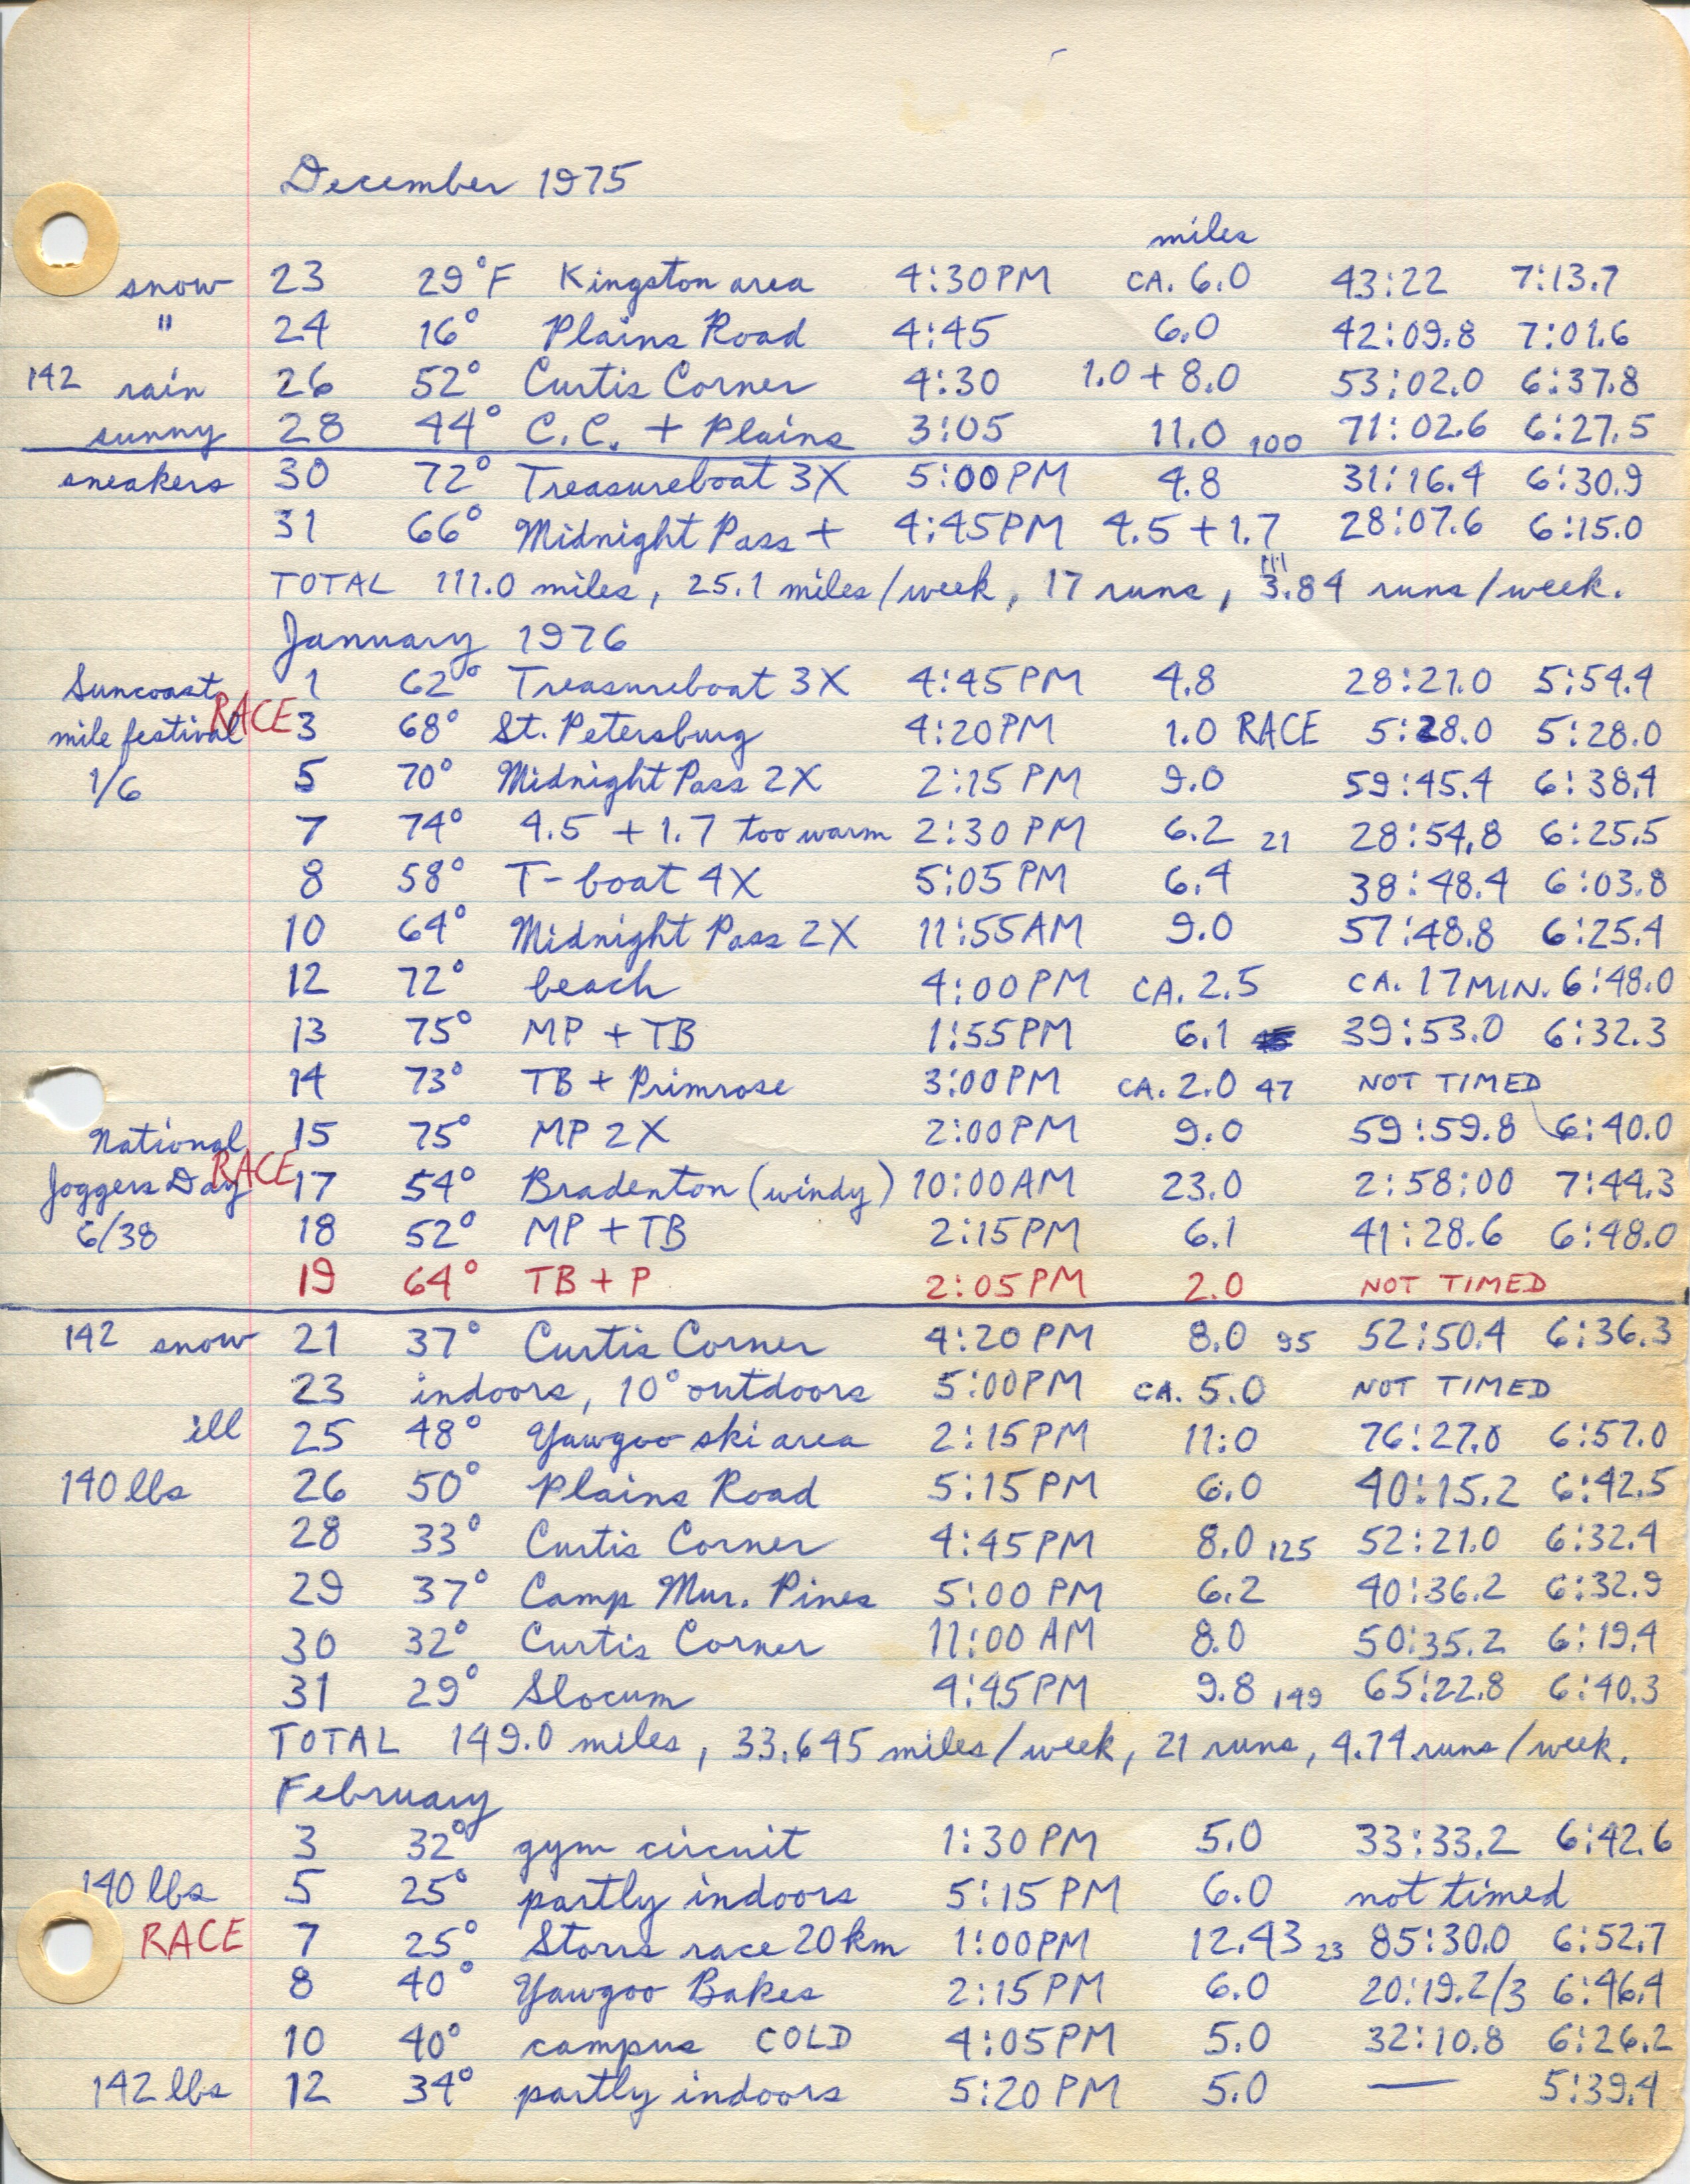 December 1975
miles
snow 23 29°F Kingston area 4:30PM CA. 6.0 43:22 7:13.7
" 24 16° Plains Road 4:45 6.0 42:09.8 7:01.6
142 rain 26 52° Curtis Corner 4:30 1.0 + 8.0 53:02.0 6:37.8
sunny 28 44° C.C. + Plains 3:05 11.0 100 71:02.6 6:27.5
sneakers 30 72° Treasureboat 3X 5:00PM 4.8 31:16.4 6:30.9
31 66° Midnight Pass + 4:45PM 4.5 + 1.7 28:07.6 6:15.0
111
TOTAL 111.0 miles, 25.1 miles/week, 17 runs, 3.84 runs/week.
January 1976
Suncoast 1 62° Treasureboat 3X 4:45PM 4.8 28:21.0 5:54.4
mile festival RACE 3 68° St. Petersburg 4:20PM 1.0 RACE 5:28.0 5:28.0
1/6 5 70° Midnight Pass 2X 2:15 PM 9.0 59:45.4 6:38.4
7 74° 4.5 + 1.7 too warm 2:30 PM 6.2 21 28:54.8 6:25.5
8 58° T-boat 4X 5:05PM 6.4 38:48.4 6:03.8
10 64° Midnight Pass 2X 11:55AM 9.0 57:48.8 6:25.4
12 72° beach 4:00PM CA. 2.5 CA. 17 MIN. 6:48.0
13 75° MP + TB 1:55PM 6.1 39:53.0 6:32.3
14 73° TB + Primrose 3:00PM CA. 2.0 47 NOT TIMED
National 15 75° MP 2X 2:00PM 9.0 59:59.8 6:40.0
Joggers Day RACE 17 54° Bradenton (windy) 10:00AM 23.0 2:58:00 7:44.3
6/38 18 52° MP + TB 2:15PM 6.1 41:28.6 6:48.0
19 64° TB + P 2:05PM 2.0 NOT TIMED
142 snow 21 37° Curtis Corner 4:20 PM 8.0 95 52:50.4 6:36.3
23 indoors, 10° outdoors 5:00PM CA. 5.0 NOT TIMED
ill 25 48° Yawgoo ski area 2:15PM 11:0 76:27.0 6:57.0
140 lbs 26 50° Plains Road 5:15 PM 6.0 40:15.2 6:42.5
28 33° Curtis Corner 4:45PM 8.0 125 52:21.0 6:32.4
29 37° Camp Mur. Pines 5:00 PM 6.2 40:36.2 6:32.9
30 32° Curtis Corner 11:00 AM 8.0 50:35.2 6:19.4
31 29° Slocum 4:45PM 9.8 149 65:22.8 6:40.3
TOTAL 149.0 miles, 33.645 miles/week, 21 runs, 4.74 runs/week.
February
3 32° gym circuit 1:30 PM 5.0 33:33.2 6:42.6
140 lbs 5 25° partly indoors 5:15 PM 6.0 not timed
RACE 7 25° Storrs race 20km 1:00PM 12.43 23 85:30.0 6:52.7
8 40° Yawgoo Bakes 2:15PM 6.0 20:19.2/3 6:46.4
10 40° campus COLD 4:05PM 5.0 32:10.8 6:26.2
142 lbs 12 34° partly indoors 5:20 PM 5.0 — 5:39.4